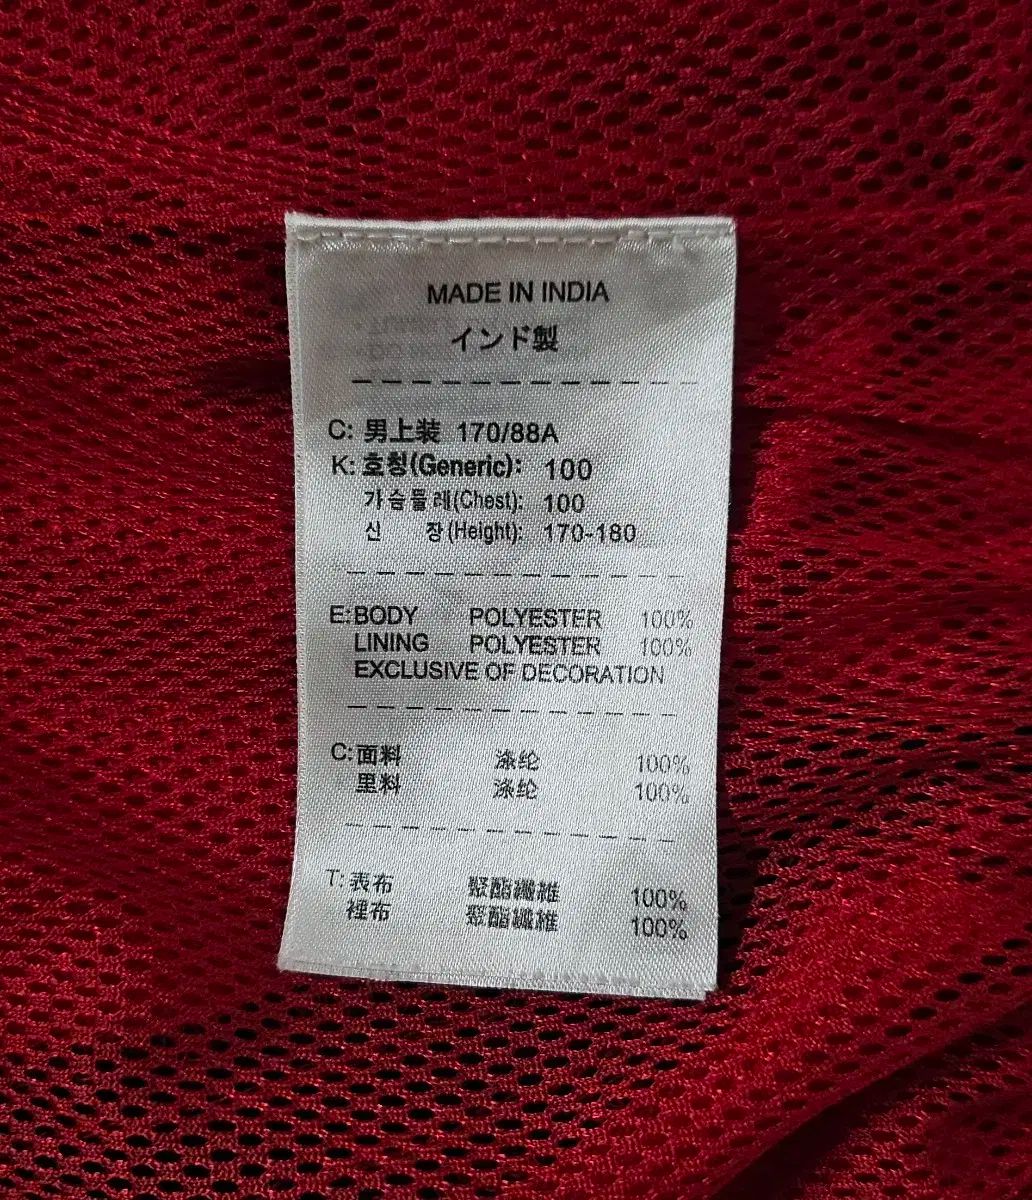 MADE IN INDIA
インド製
C: 男上装 170/88A
K: 호칭(Generic): 100
가슴둘레(Chest): 100
신 장(Height): 170-180
E: BODY POLYESTER 100%
LINING POLYESTER 100%
EXCLUSIVE OF DECORATION
C: 面料 涤纶 100%
里料 涤纶 100%
T: 表布 聚酯纖維 100%
裡布 聚酯纖維 100%